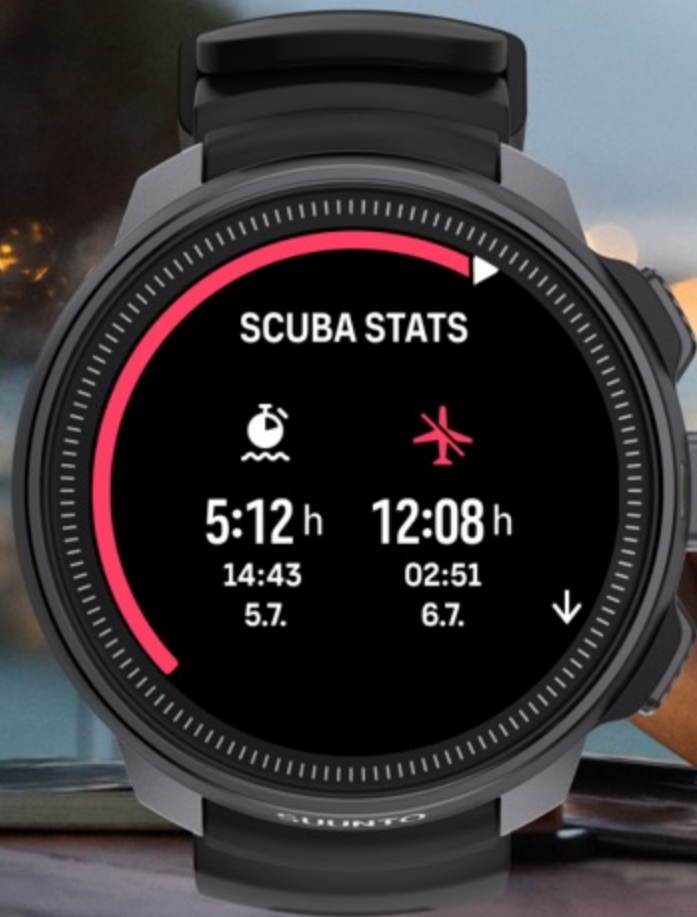 SCUBA STATS
5:12 h 12:08 h
14:43 02:51
5.7. 6.7.
SUUNTO